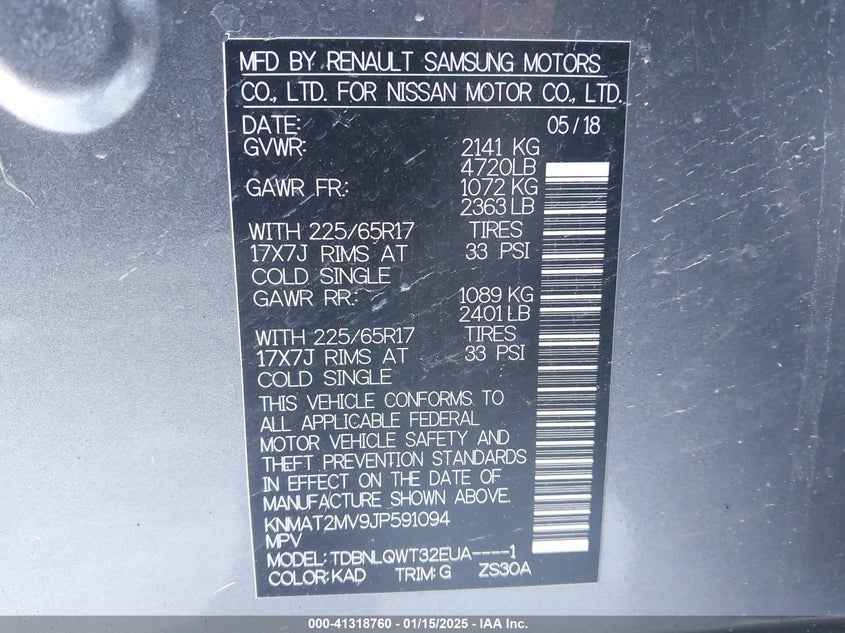 MFD BY RENAULT SAMSUNG MOTORS
CO., LTD. FOR NISSAN MOTOR CO., LTD.
DATE: 05/18
GVWR: 2141 KG
4720LB
GAWR FR.: 1072 KG
2363 LB
WITH 225/65R17 TIRES
17X7J RIMS AT 33 PSI
COLD SINGLE
GAWR RR.: 1089 KG
2401 LB
WITH 225/65R17 TIRES
17X7J RIMS AT 33 PSI
COLD SINGLE
THIS VEHICLE CONFORMS TO
ALL APPLICABLE FEDERAL
MOTOR VEHICLE SAFETY AND
THEFT PREVENTION STANDARDS
IN EFFECT ON THE DATE OF
MANUFACTURE SHOWN ABOVE.
KNMAT2MV9JP591094
MPV
MODEL: TDBNLQWT32EUA----1
COLOR: KAD TRIM: G ZS30A
000-41318760 - 01/15/2025 - IAA Inc.